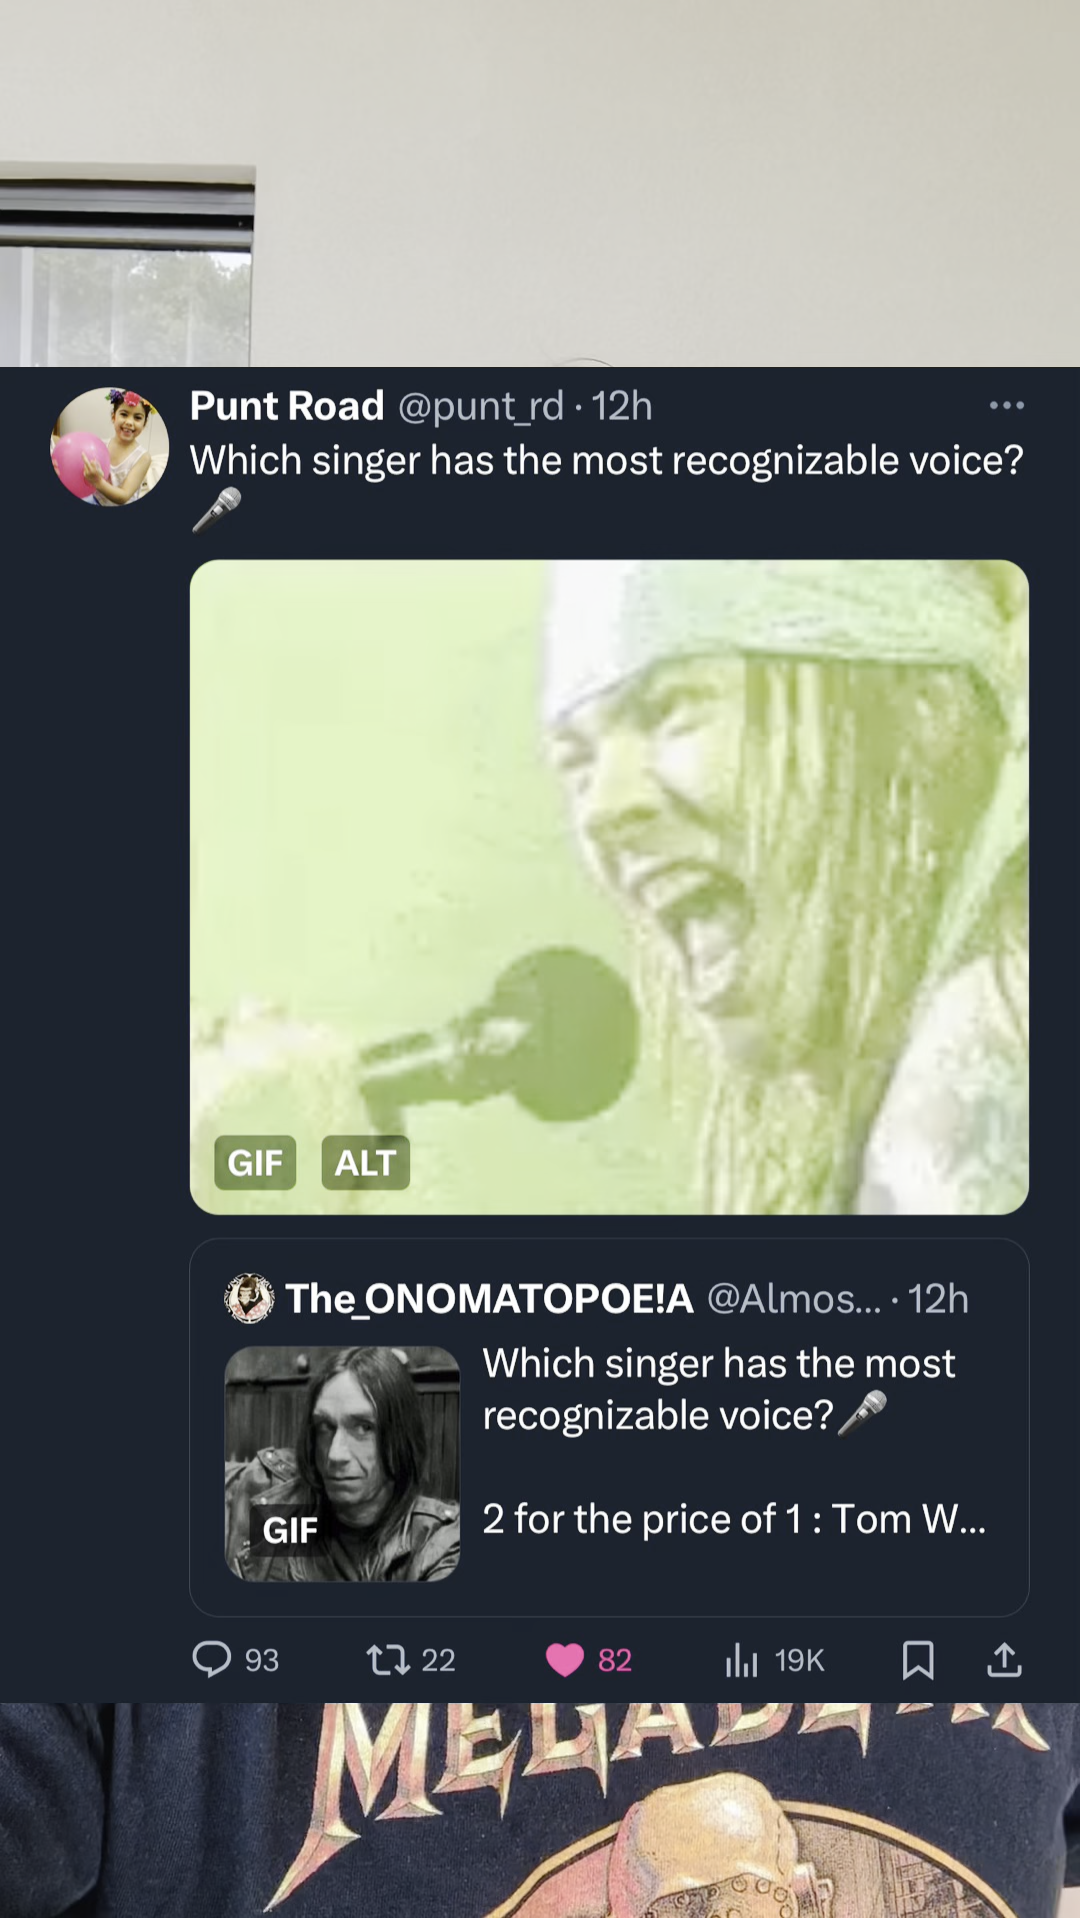 Punt Road @punt_rd · 12h
Which singer has the most recognizable voice?
🎤
GIF ALT
The_ONOMATOPOE!A @Almos... · 12h
Which singer has the most
recognizable voice?🎤
2 for the price of 1 : Tom W...
GIF
93 22 82 19K
MEGADETH